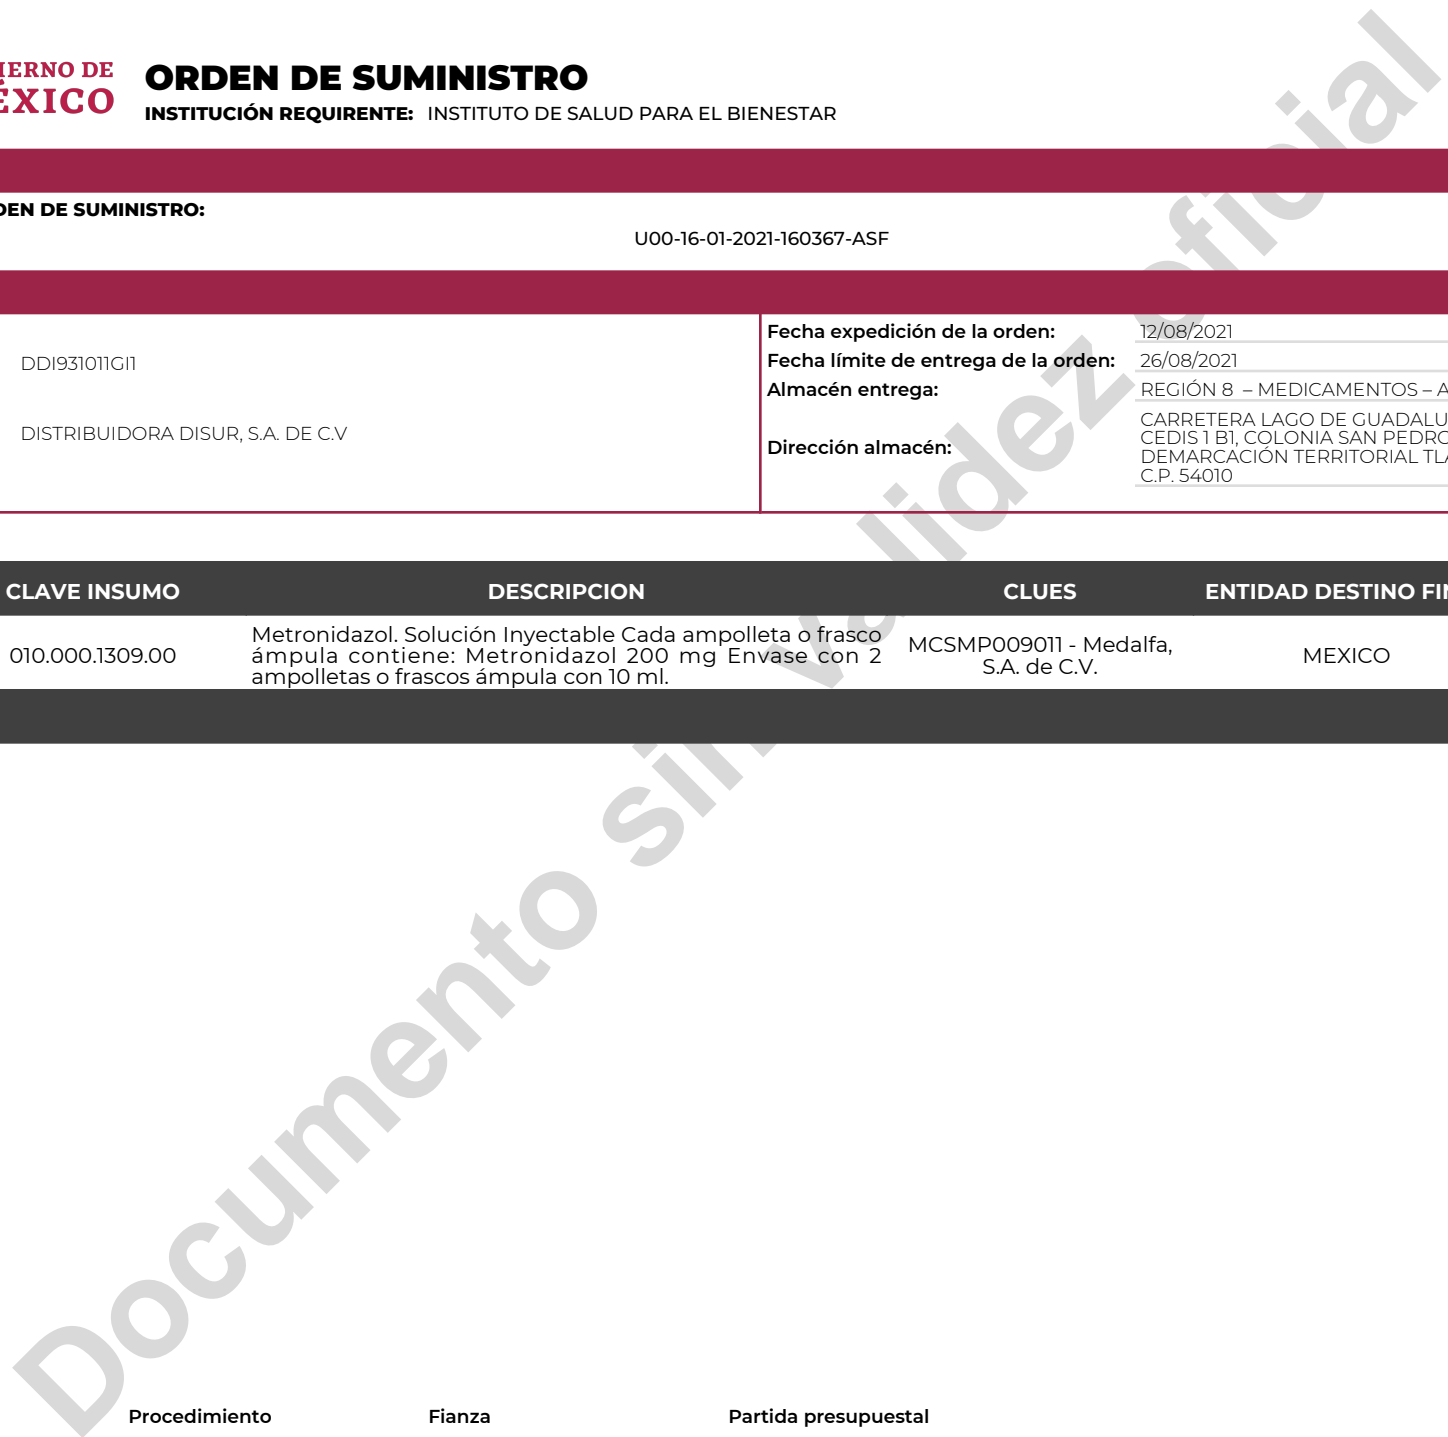 IERNO DE
ÉXICO
ORDEN DE SUMINISTRO
INSTITUCIÓN REQUIRENTE: INSTITUTO DE SALUD PARA EL BIENESTAR
DEN DE SUMINISTRO:
U00-16-01-2021-160367-ASF
DDI931011GI1
DISTRIBUIDORA DISUR, S.A. DE C.V
Fecha expedición de la orden: 12/08/2021
Fecha límite de entrega de la orden: 26/08/2021
Almacén entrega: REGIÓN 8 – MEDICAMENTOS – A
Dirección almacén:
CARRETERA LAGO DE GUADALU
CEDIS 1 B1, COLONIA SAN PEDRO
DEMARCACIÓN TERRITORIAL TLA
C.P. 54010
CLAVE INSUMO DESCRIPCION CLUES ENTIDAD DESTINO FIN
010.000.1309.00
Metronidazol. Solución Inyectable Cada ampolleta o frasco
ámpula contiene: Metronidazol 200 mg Envase con 2
ampolletas o frascos ámpula con 10 ml.
MCSMP009011 - Medalfa,
S.A. de C.V.
MEXICO
Documento sin validez oficial
Procedimiento Fianza Partida presupuestal